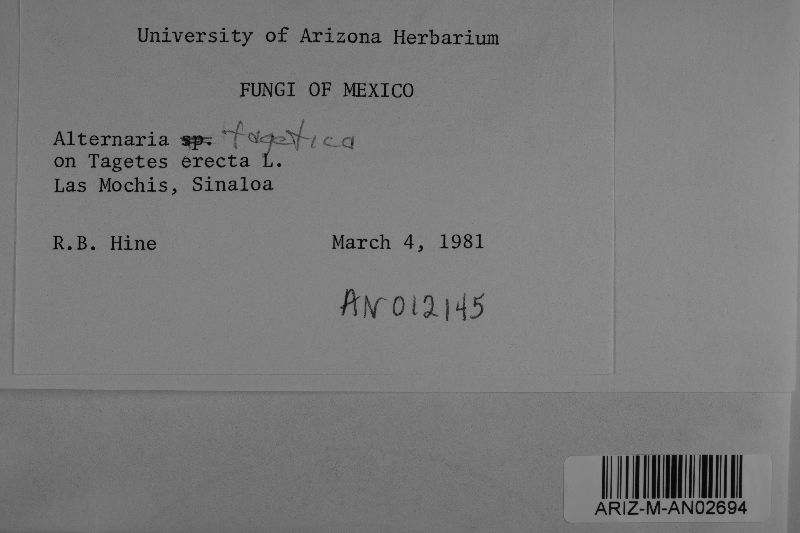 University of Arizona Herbarium
FUNGI OF MEXICO
Alternaria sp. tagetica
on Tagetes erecta L.
Las Mochis, Sinaloa
R.B. Hine March 4, 1981
AN012145
ARIZ-M-AN02694